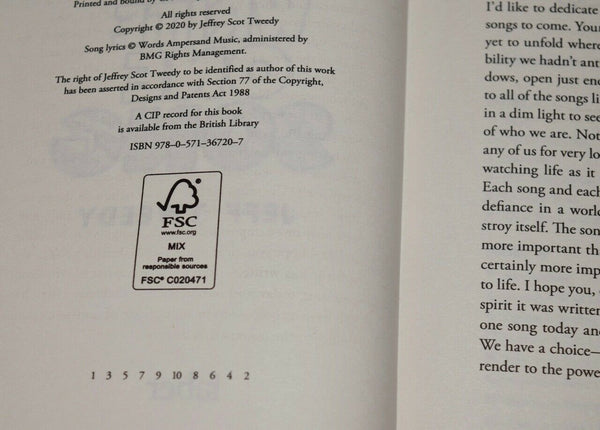 Printed and bound by
All rights reserved
Copyright © 2020 by Jeffrey Scot Tweedy
Song lyrics © Words Ampersand Music, administered by
BMG Rights Management.
The right of Jeffrey Scot Tweedy to be identified as author of this work
has been asserted in accordance with Section 77 of the Copyright,
Designs and Patents Act 1988
A CIP record for this book
is available from the British Library
ISBN 978–0–571–36720–7
FSC
www.fsc.org
MIX
Paper from
responsible sources
FSC® C020471
1 3 5 7 9 10 8 6 4 2
I'd like to dedicate
songs to come. Your
yet to unfold where
bility we hadn't ant
dows, open just en
to all of the songs li
in a dim light to see
of who we are. Not
any of us for very lo
watching life as it
Each song and each
defiance in a worl
stroy itself. The son
more important th
certainly more imp
to life. I hope you,
spirit it was written
one song today and
We have a choice—
render to the powe